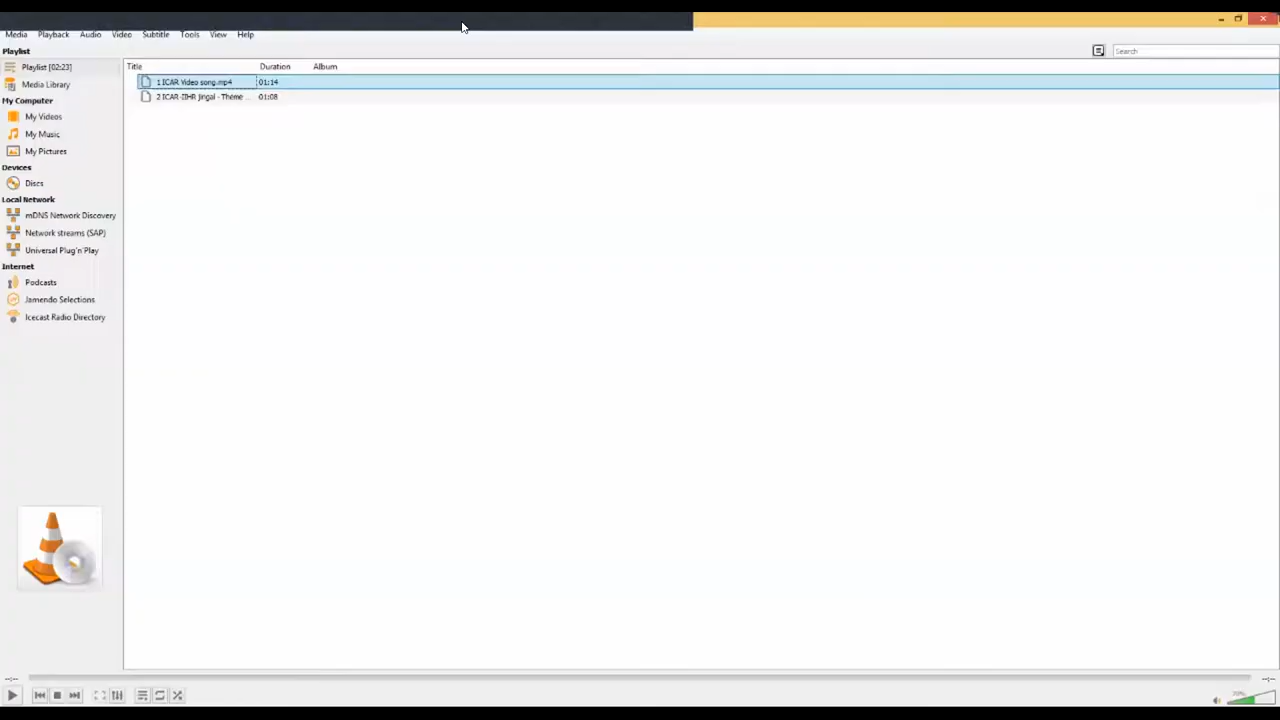 Media Playback Audio Video Subtitle Tools View Help
Playlist
Search
Playlist [02:23]
Title Duration Album
1 ICAR Video song.mp4 01:14
Media Library
2 ICAR-IIHR Jingal - Theme ... 01:08
My Computer
My Videos
My Music
My Pictures
Devices
Discs
Local Network
mDNS Network Discovery
Network streams (SAP)
Universal Plug'n'Play
Internet
Podcasts
Jamendo Selections
Icecast Radio Directory
--:-- --:--